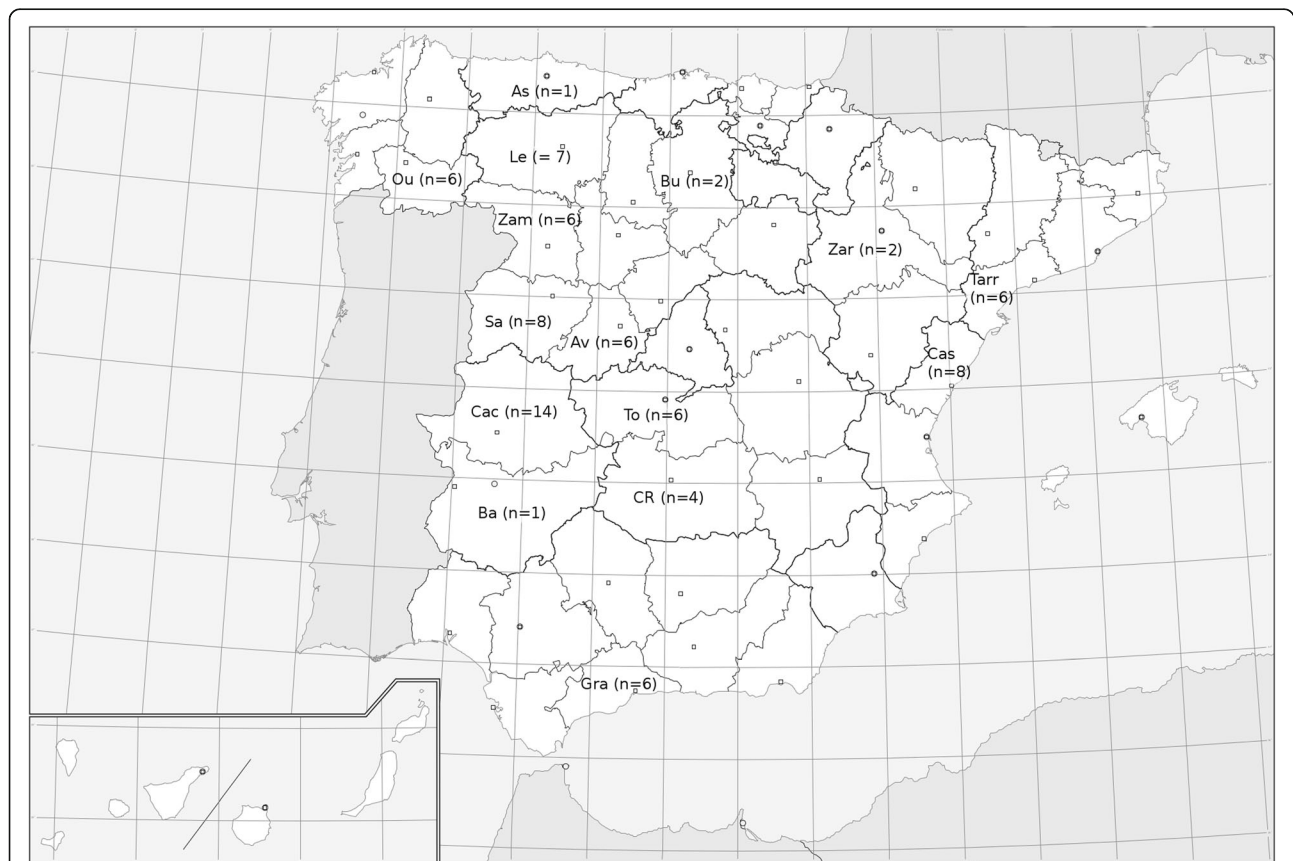 As (n=1)
Le (= 7)
Ou (n=6)
Bu (n=2)
Zam (n=6)
Zar (n=2)
Tarr
(n=6)
Sa (n=8)
Av (n=6)
Cas
(n=8)
Cac (n=14)
To (n=6)
CR (n=4)
Ba (n=1)
Gra (n=6)